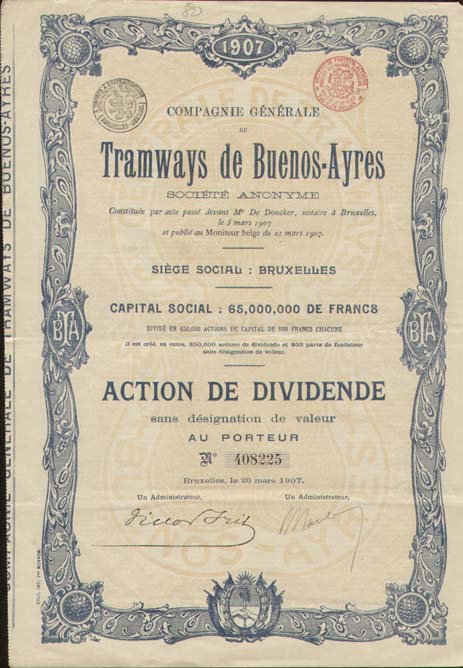 1907
COMPAGNIE GÉNÉRALE
DE
Tramways de Buenos-Ayres
SOCIÉTÉ ANONYME
Constituée par acte passé devant Me De Doncker, notaire à Bruxelles,
le 5 mars 1907
et publié au Moniteur belge du 21 mars 1907.
SIÈGE SOCIAL : BRUXELLES
CAPITAL SOCIAL : 65,000,000 DE FRANCS
DIVISÉ EN 650,000 ACTIONS DE CAPITAL DE 100 FRANCS CHACUNE
Il est créé, en outre, 650,000 actions de dividende et 800 parts de fondateur
sans désignation de valeur.
ACTION DE DIVIDENDE
sans désignation de valeur
AU PORTEUR
No 408225
Bruxelles, le 20 mars 1907.
Un Administrateur, Un Administrateur,
BTA
BTA
COMPAGNIE GÉNÉRALE DE TRAMWAYS DE BUENOS-AYRES